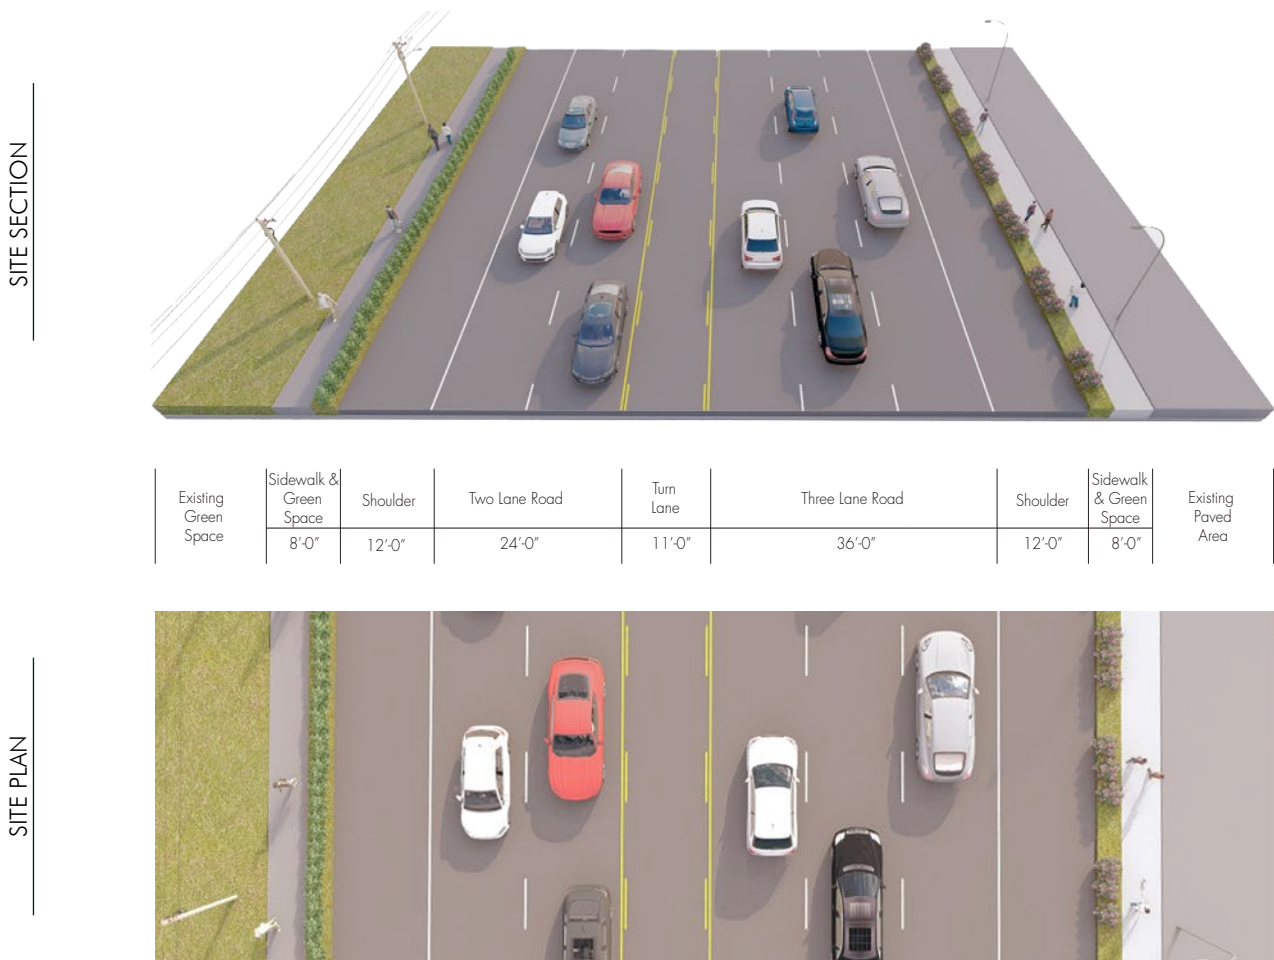 SITE SECTION
Existing
Green
Space
Sidewalk &
Green
Space
8’-0”
Shoulder
12’-0”
Two Lane Road
24’-0”
Turn
Lane
11’-0”
Three Lane Road
36’-0”
Shoulder
12’-0”
Sidewalk
& Green
Space
8’-0”
Existing
Paved
Area
SITE PLAN